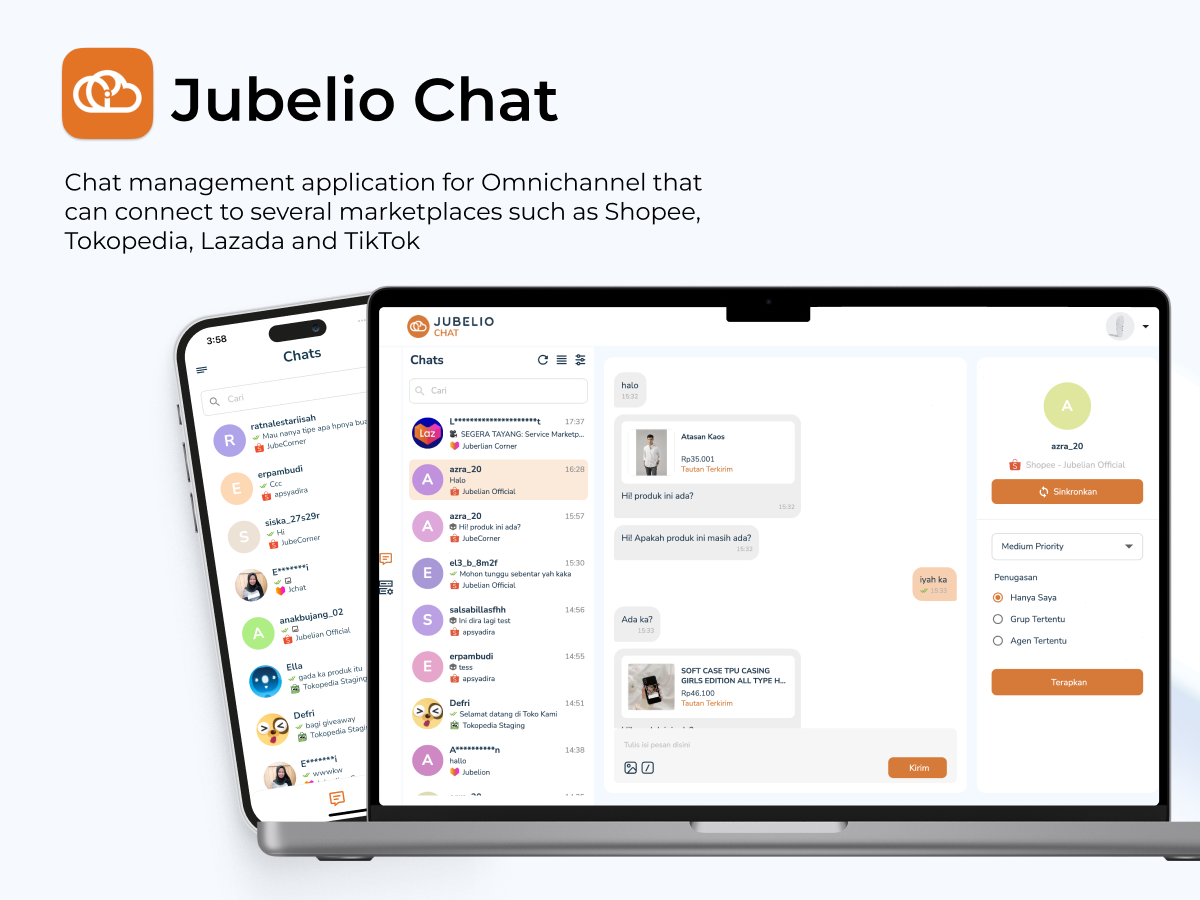 Jubelio Chat
Chat management application for Omnichannel that
can connect to several marketplaces such as Shopee,
Tokopedia, Lazada and TikTok
3:58
Chats
Cari
R
ratnalestariisah
Mau nanya tipe apa hpnya bua
JubeCorner
E
erpambudi
Ccc
apsyadira
S
siska_27s29r
Hi
JubeCorner
E*******i
Jchat
A
anakbujang_02
Jubelian Official
Ella
gada ka produk itu
Tokopedia Staging
Defri
bagi giveaway
Tokopedia Stagi
E*******i
wwwkw
JUBELIO
CHAT
Chats
Cari
Laz
L**********************t 17:37
SEGERA TAYANG: Service Marketp...
Juberlian Corner
A
azra_20 16:28
Halo
Jubelian Official
A
azra_20 15:57
Hi! produk ini ada?
JubeCorner
E
el3_b_8m2f 15:30
Mohon tunggu sebentar yah kaka
Jubelian Official
S
salsabillasfhh 14:56
Ini dira lagi test
apsyadira
E
erpambudi 14:55
tess
apsyadira
Defri 14:51
Selamat datang di Toko Kami
Tokopedia Staging
A
A**********n 14:38
hallo
Jubelion
halo
15:32
Atasan Kaos
Rp35.001
Tautan Terkirim
Hi! produk ini ada?
15:32
Hi! Apakah produk ini masih ada?
15:32
iyah ka
15:33
Ada ka?
15:33
SOFT CASE TPU CASING
GIRLS EDITION ALL TYPE H...
Rp46.100
Tautan Terkirim
Tulis isi pesan disini
Kirim
A
azra_20
Shopee - Jubelian Official
Sinkronkan
Medium Priority
Penugasan
Hanya Saya
Grup Tertentu
Agen Tertentu
Terapkan